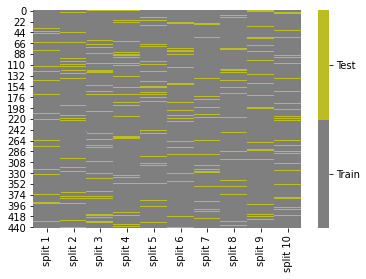 0
22
44
66
88
110
132
154
176
198
220
242
264
286
308
330
352
374
396
418
440
split 1
split 2
split 3
split 4
split 5
split 6
split 7
split 8
split 9
split 10
Test
Train